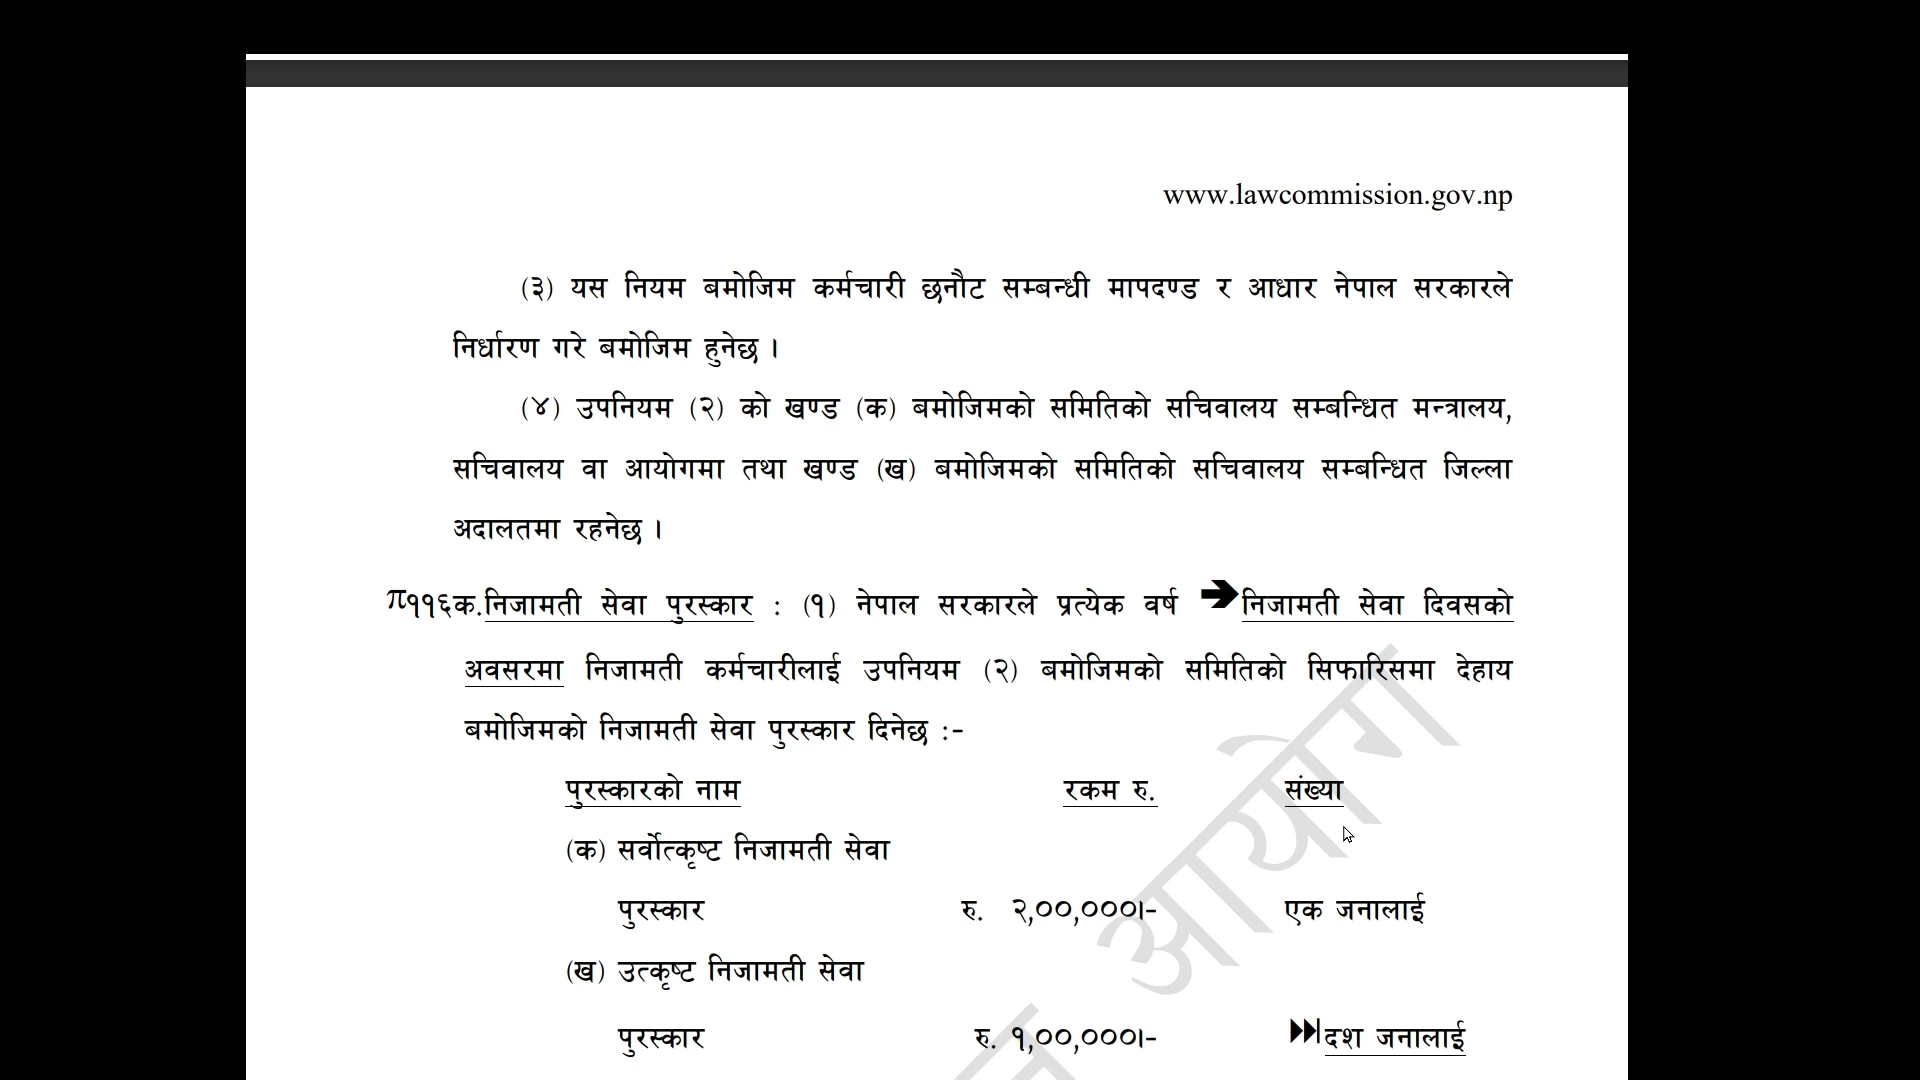 www.lawcommission.gov.np
(३) यस नियम बमोजिम कर्मचारी छनौट सम्बन्धी मापदण्ड र आधार नेपाल सरकारले
निर्धारण गरे बमोजिम हुनेछ ।
(४) उपनियम (२) को खण्ड (क) बमोजिमको समितिको सचिवालय सम्बन्धित मन्त्रालय,
सचिवालय वा आयोगमा तथा खण्ड (ख) बमोजिमको समितिको सचिवालय सम्बन्धित जिल्ला
अदालतमा रहनेछ ।
π११६क.निजामती सेवा पुरस्कार : (१) नेपाल सरकारले प्रत्येक वर्ष 🡲निजामती सेवा दिवसको
अवसरमा निजामती कर्मचारीलाई उपनियम (२) बमोजिमको समितिको सिफारिसमा देहाय
बमोजिमको निजामती सेवा पुरस्कार दिनेछ :-
पुरस्कारको नाम रकम रु. संख्या
(क) सर्वोत्कृष्ट निजामती सेवा
पुरस्कार रु. २,००,०००।- एक जनालाई
(ख) उत्कृष्ट निजामती सेवा
पुरस्कार रु. १,००,०००।- ⏭दश जनालाई
आयोग